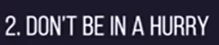 2. DON'T BE IN A HURRY